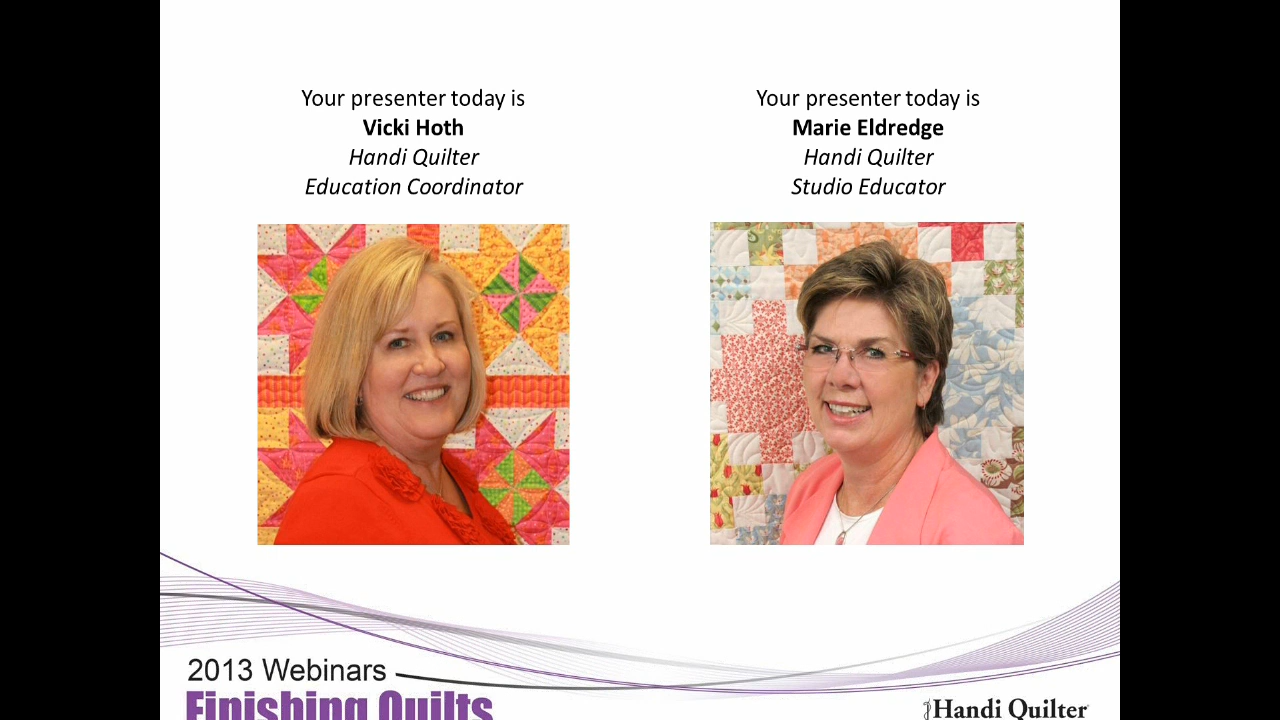 Your presenter today is
Vicki Hoth
Handi Quilter
Education Coordinator
Your presenter today is
Marie Eldredge
Handi Quilter
Studio Educator
2013 Webinars
Finishing Quilts
Handi Quilter